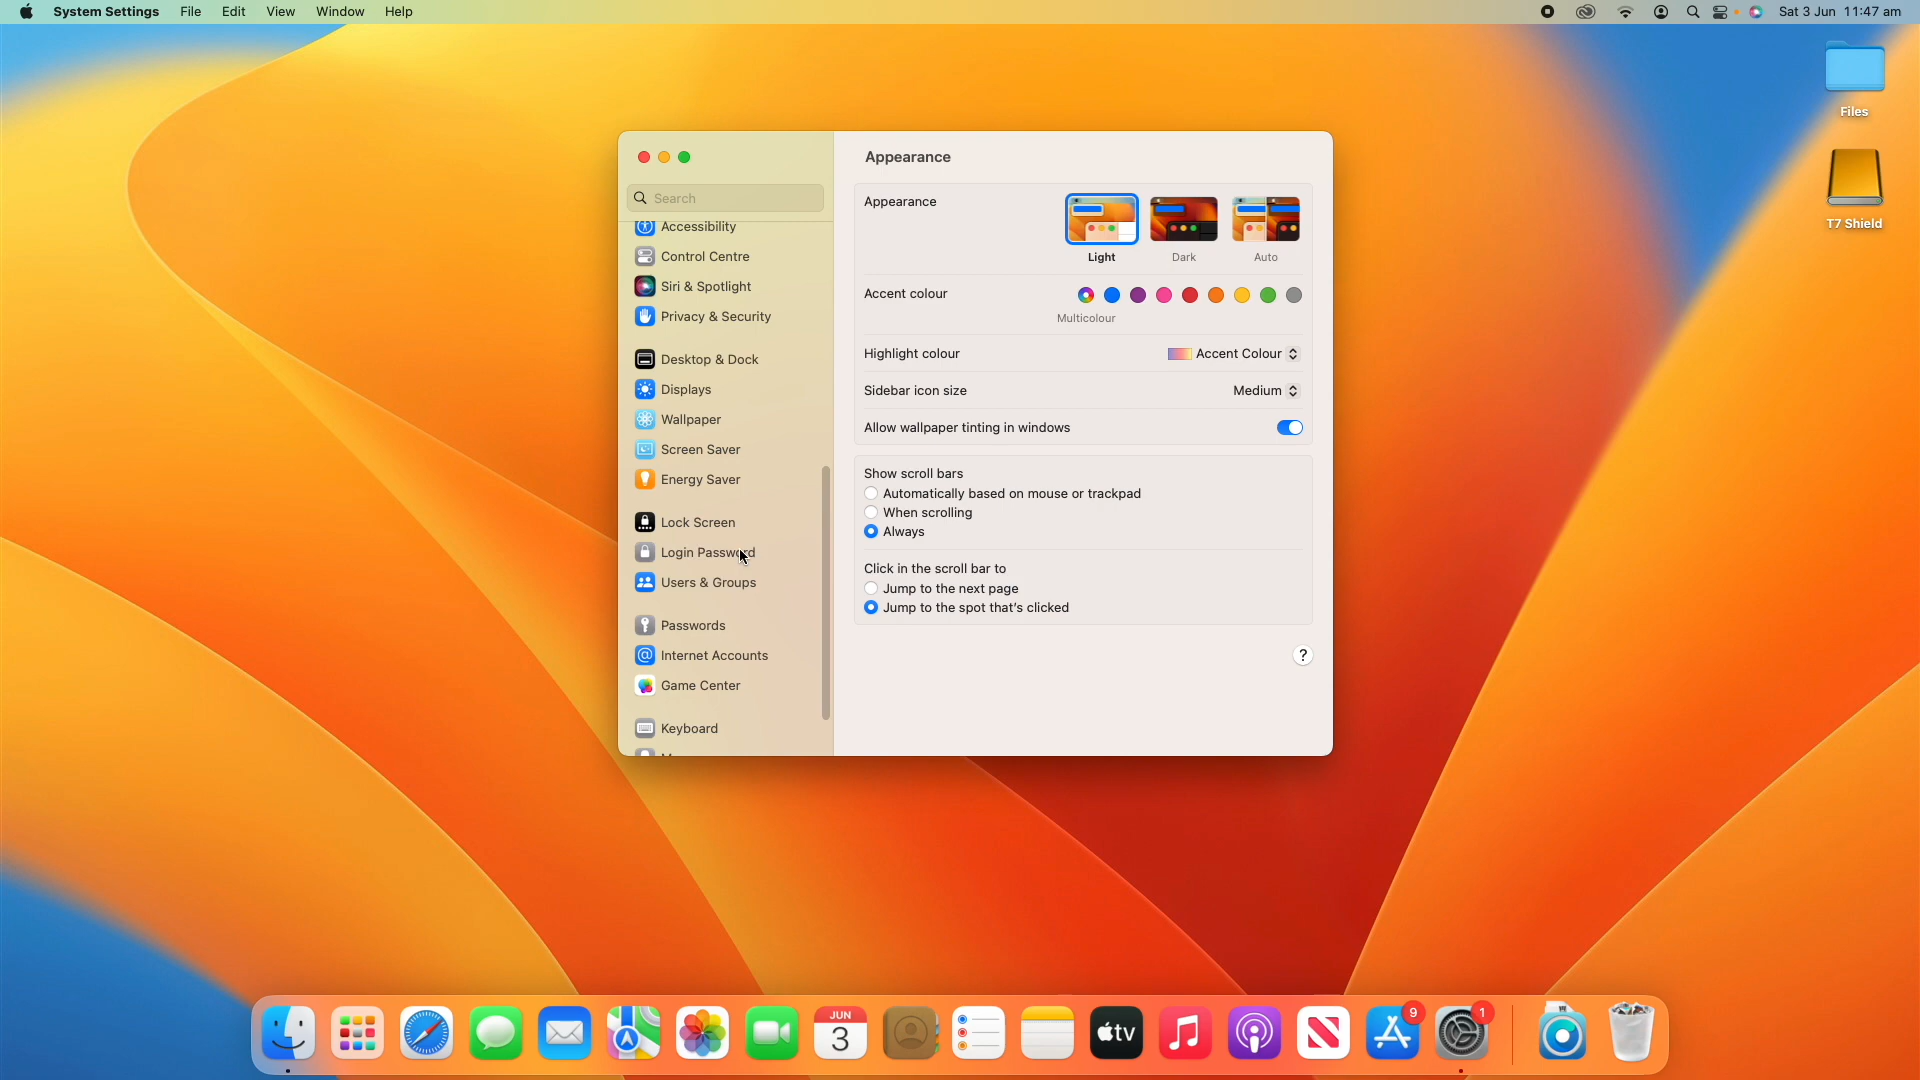 System Settings File Edit View Window Help Sat 3 Jun 11:47 am
Files
T7 Shield
Search
Accessibility
Control Centre
Siri & Spotlight
Privacy & Security
Desktop & Dock
Displays
Wallpaper
Screen Saver
Energy Saver
Lock Screen
Login Password
Users & Groups
Passwords
Internet Accounts
Game Center
Keyboard
Appearance
Appearance
Light Dark Auto
Accent colour
Multicolour
Highlight colour Accent Colour
Sidebar icon size Medium
Allow wallpaper tinting in windows
Show scroll bars
Automatically based on mouse or trackpad
When scrolling
Always
Click in the scroll bar to
Jump to the next page
Jump to the spot that's clicked
?
JUN
3
tv
9
1